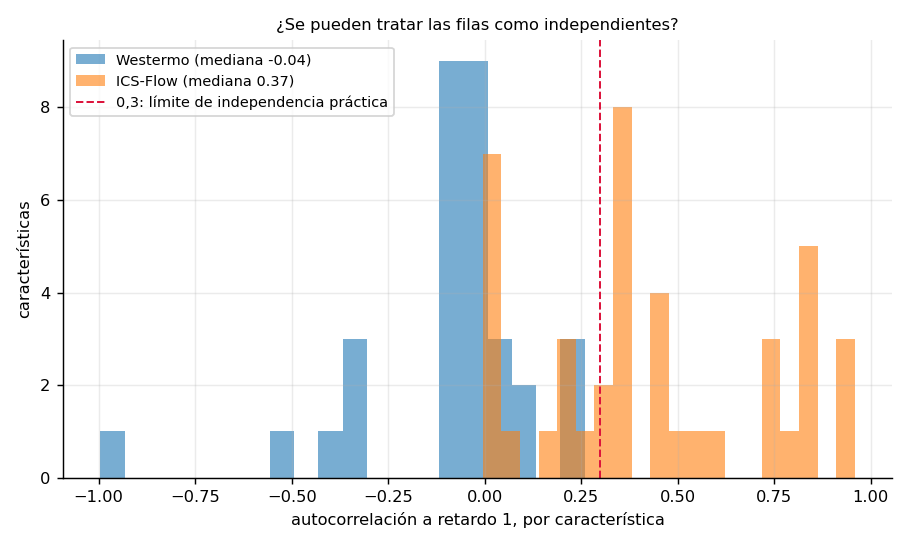 ¿Se pueden tratar las filas como independientes?
Westermo (mediana -0.04)
ICS-Flow (mediana 0.37)
0,3: límite de independencia práctica
características
8
6
4
2
0
−1.00 −0.75 −0.50 −0.25 0.00 0.25 0.50 0.75 1.00
autocorrelación a retardo 1, por característica